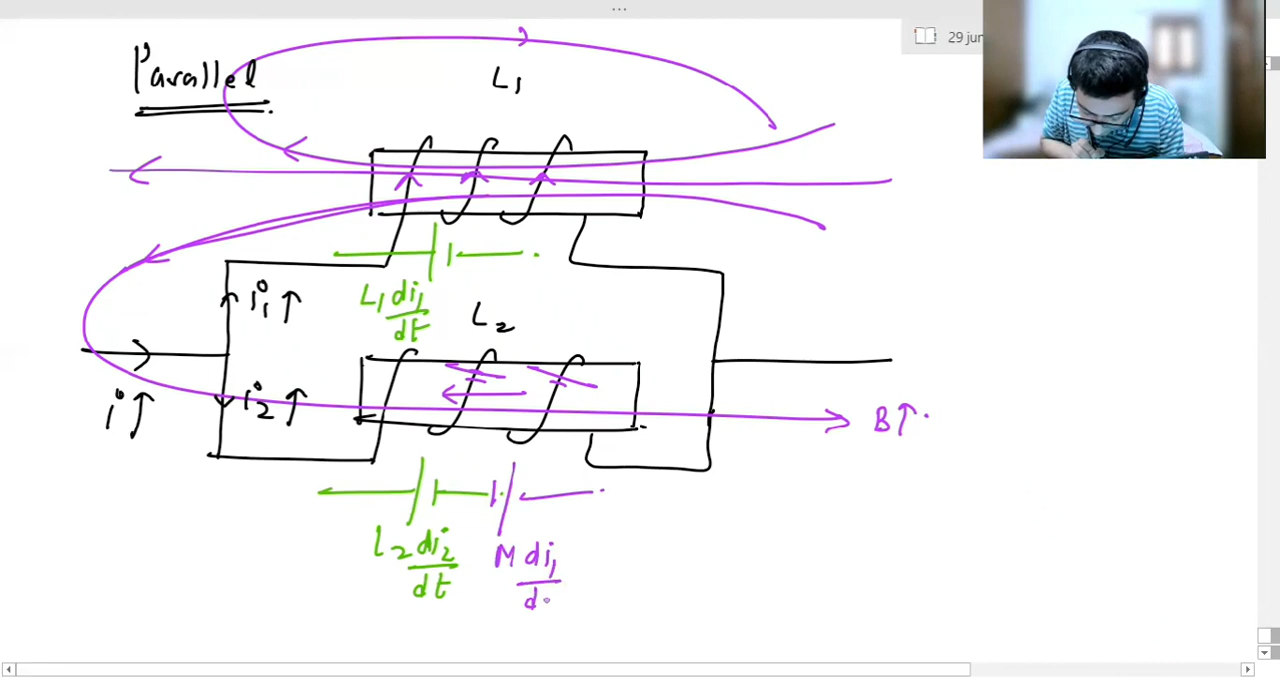 29 jun
Parallel
L₁
i₁↑
L₁ di₁/dt
L₂
i↑
i₂↑
B↑
L₂ di₂/dt
M di₁/d